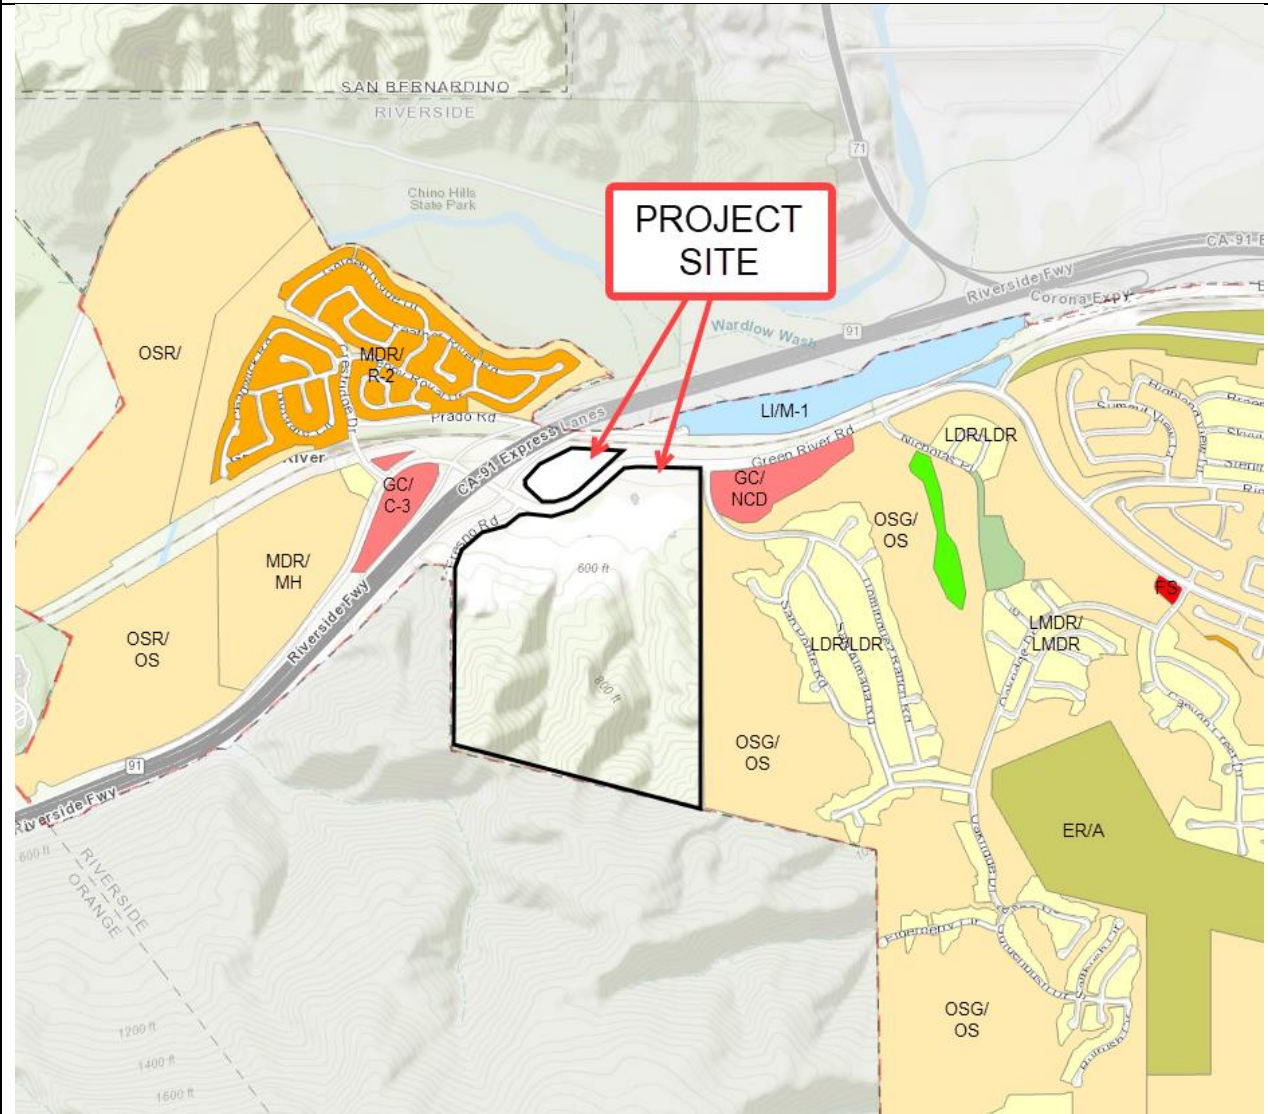 SAN BERNARDINO
RIVERSIDE
71
Chino Hills
State Park
PROJECT
SITE
CA-91 E
Riverside Fwy
Corona Expy
91
Wardlow Wash
OSR/
MDR/
R-2
Prado Rd
CA-91 Express Lanes
LI/M-1
Green River Rd
LDR/LDR
Nicholas Pl
GC/
C-3
GC/
NCD
Fresno Rd
OSG/
OS
MDR/
MH
600 ft
800 ft
FS
OSR/
OS
Riverside Fwy
LDR/LDR
LMDR/
LMDR
OSG/
OS
91
Riverside Fwy
ER/A
600 ft
RIVERSIDE
ORANGE
OSG/
OS
1200 ft
1400 ft
1600 ft